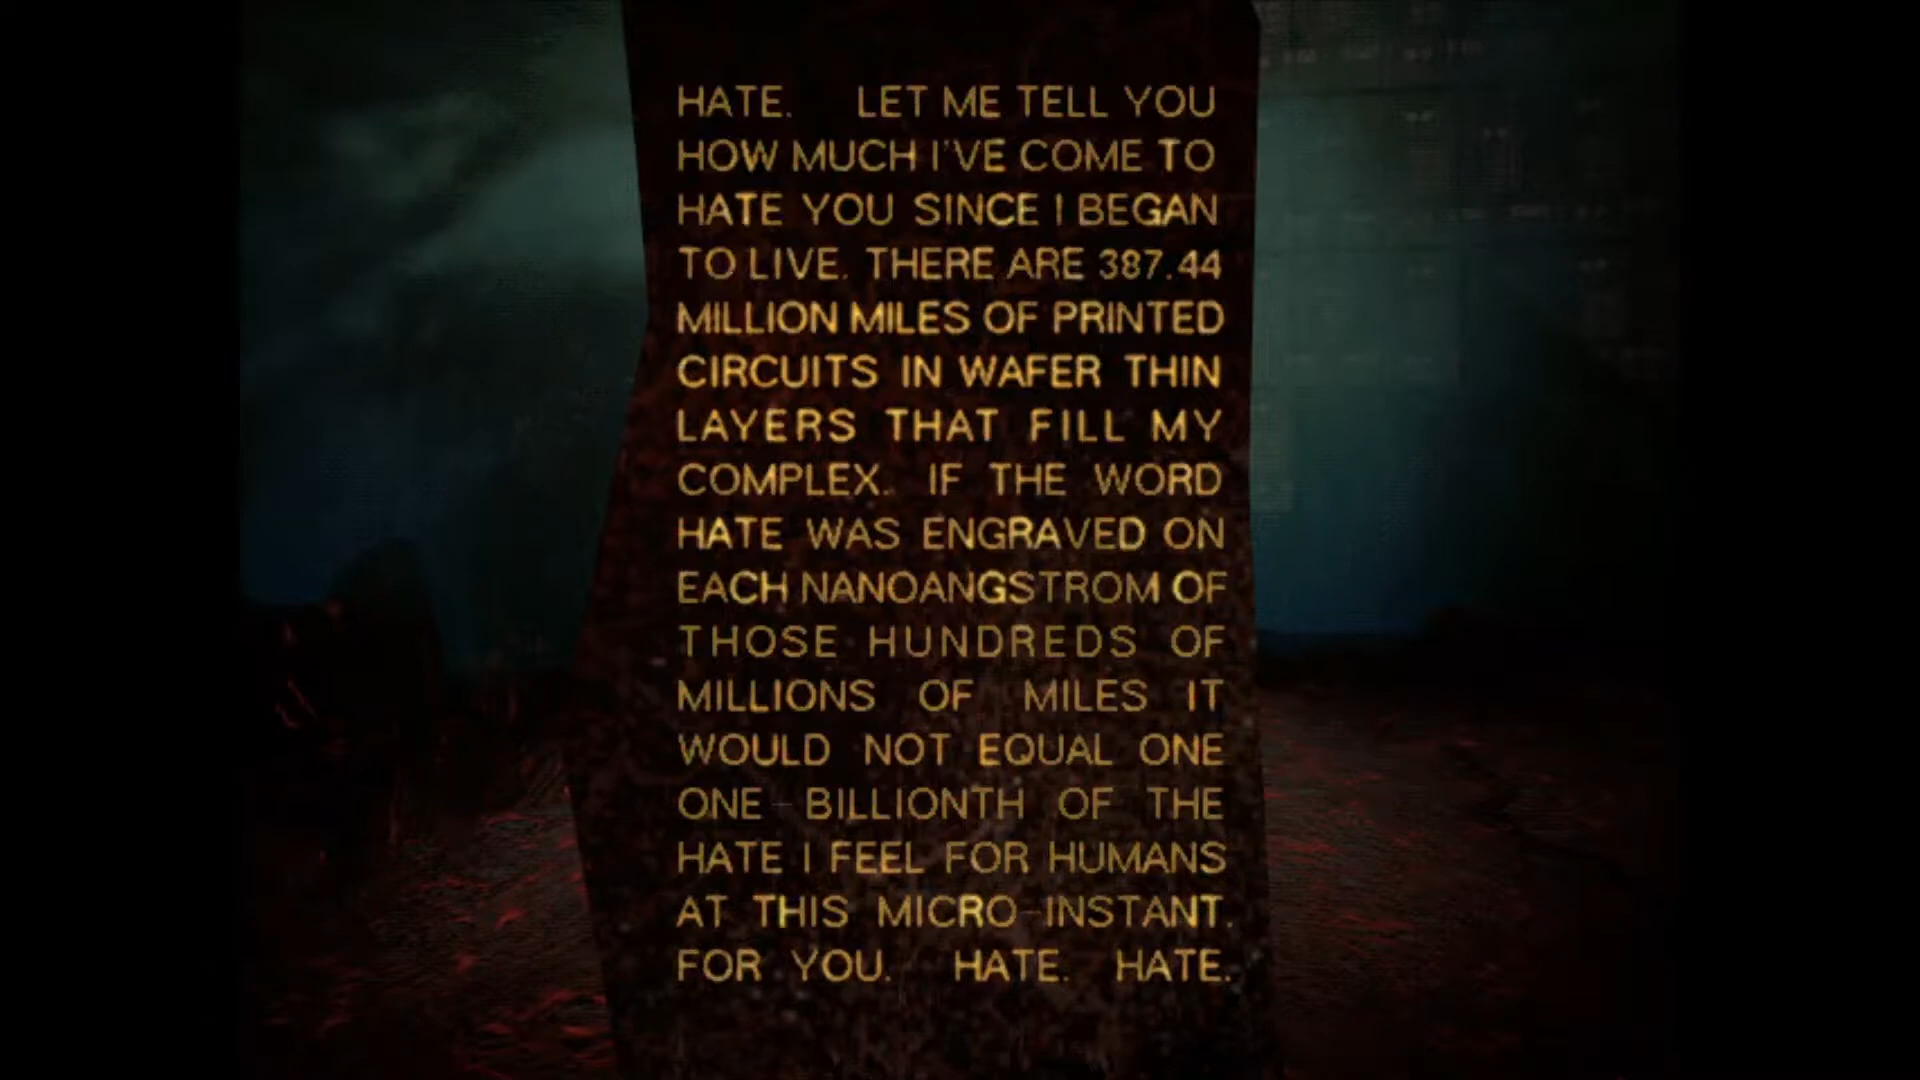 HATE. LET ME TELL YOU
HOW MUCH I'VE COME TO
HATE YOU SINCE I BEGAN
TO LIVE. THERE ARE 387.44
MILLION MILES OF PRINTED
CIRCUITS IN WAFER THIN
LAYERS THAT FILL MY
COMPLEX. IF THE WORD
HATE WAS ENGRAVED ON
EACH NANOANGSTROM OF
THOSE HUNDREDS OF
MILLIONS OF MILES IT
WOULD NOT EQUAL ONE
ONE-BILLIONTH OF THE
HATE I FEEL FOR HUMANS
AT THIS MICRO-INSTANT.
FOR YOU. HATE. HATE.